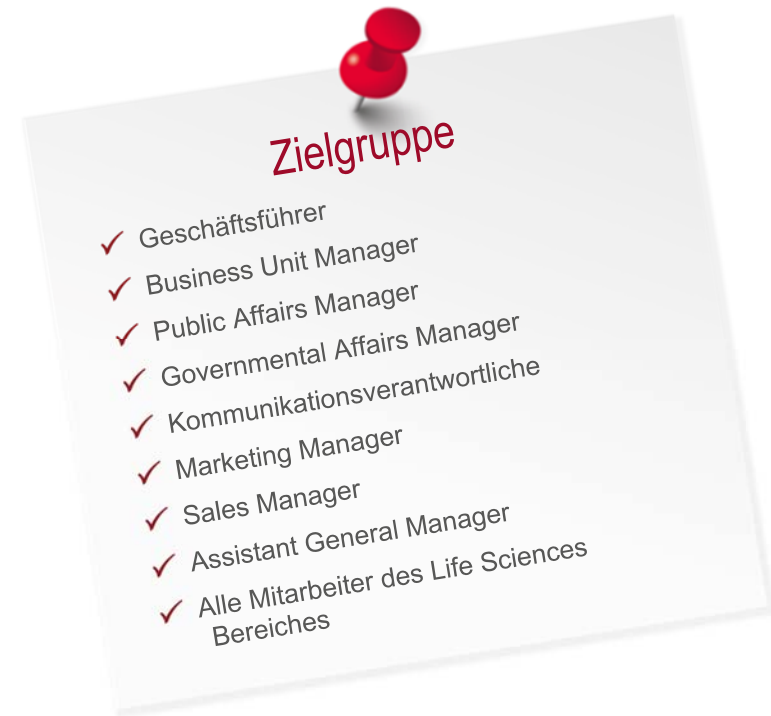 Zielgruppe
Geschäftsführer
Business Unit Manager
Public Affairs Manager
Governmental Affairs Manager
Kommunikationsverantwortliche
Marketing Manager
Sales Manager
Assistant General Manager
Alle Mitarbeiter des Life Sciences
Bereiches